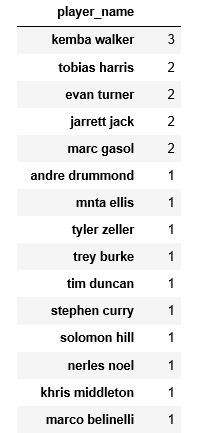 player_name
kemba walker 3
tobias harris 2
evan turner 2
jarrett jack 2
marc gasol 2
andre drummond 1
mnta ellis 1
tyler zeller 1
trey burke 1
tim duncan 1
stephen curry 1
solomon hill 1
nerles noel 1
khris middleton 1
marco belinelli 1